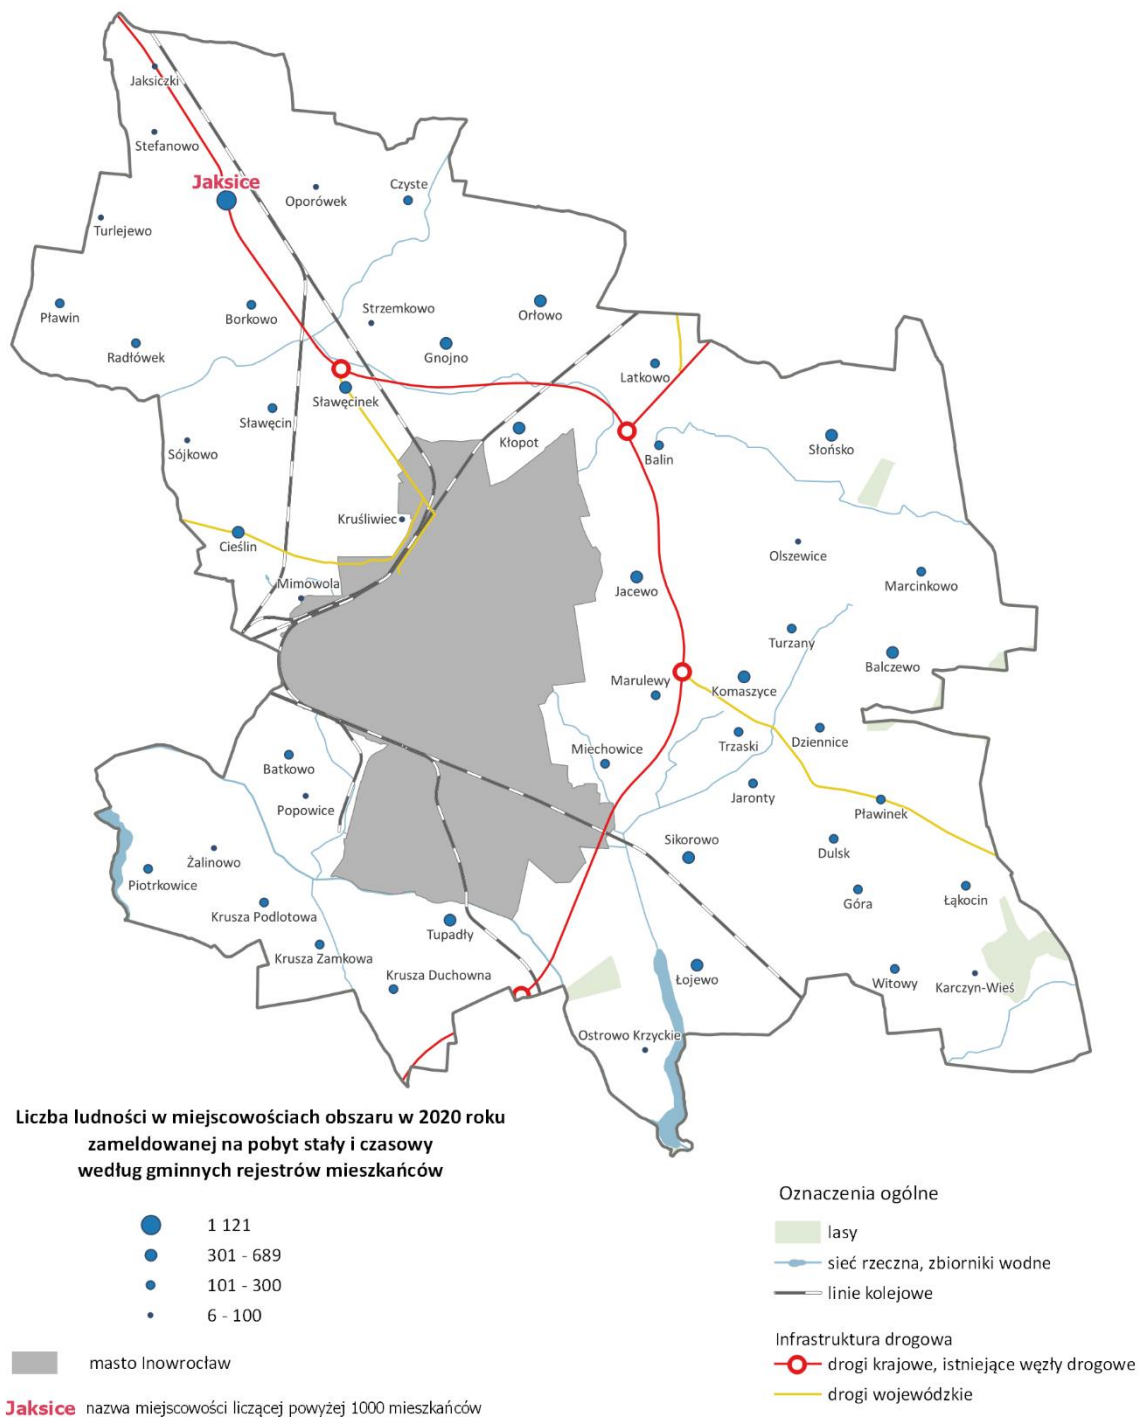 Jaksiczki
Stefanowo
Jaksice
Oporówek
Czyste
Turlejewo
Pławin
Borkowo
Strzemkowo
Orłowo
Radłówek
Gnojno
Latkowo
Sławęcinek
Sławęcin
Kłopot
Słońsko
Sójkowo
Balin
Kruśliwiec
Cieślin
Olszewice
Mimowola
Jacewo
Marcinkowo
Turzany
Balczewo
Marulewy
Komaszyce
Miechowice
Trzaski
Dziennice
Batkowo
Popowice
Jaronty
Pławinek
Sikorowo
Dulsk
Żalinowo
Piotrkowice
Góra
Łąkocin
Krusza Podlotowa
Tupadły
Krusza Zamkowa
Krusza Duchowna
Łojewo
Witowy
Karczyn-Wieś
Ostrowo Krzyckie
Liczba ludności w miejscowościach obszaru w 2020 roku
zameldowanej na pobyt stały i czasowy
według gminnych rejestrów mieszkańców
1 121
301 - 689
101 - 300
6 - 100
masto Inowrocław
Jaksice nazwa miejscowości liczącej powyżej 1000 mieszkańców
Oznaczenia ogólne
lasy
sieć rzeczna, zbiorniki wodne
linie kolejowe
Infrastruktura drogowa
drogi krajowe, istniejące węzły drogowe
drogi wojewódzkie